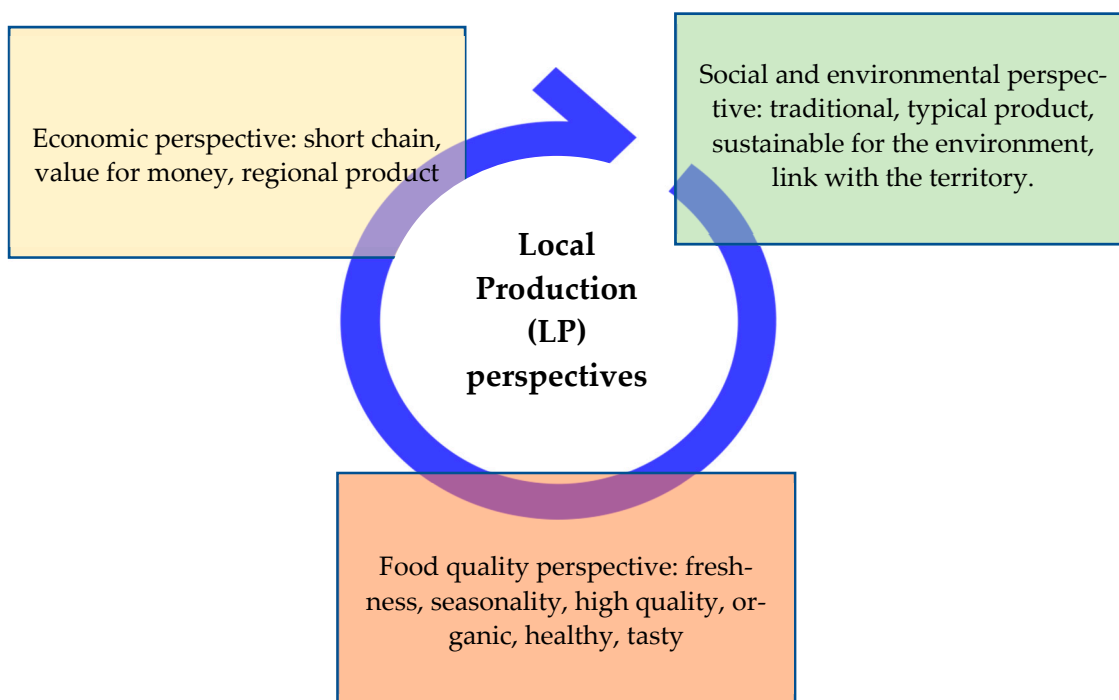 Economic perspective: short chain,
value for money, regional product
Social and environmental perspec-
tive: traditional, typical product,
sustainable for the environment,
link with the territory.
Local
Production
(LP)
perspectives
Food quality perspective: fresh-
ness, seasonality, high quality, or-
ganic, healthy, tasty